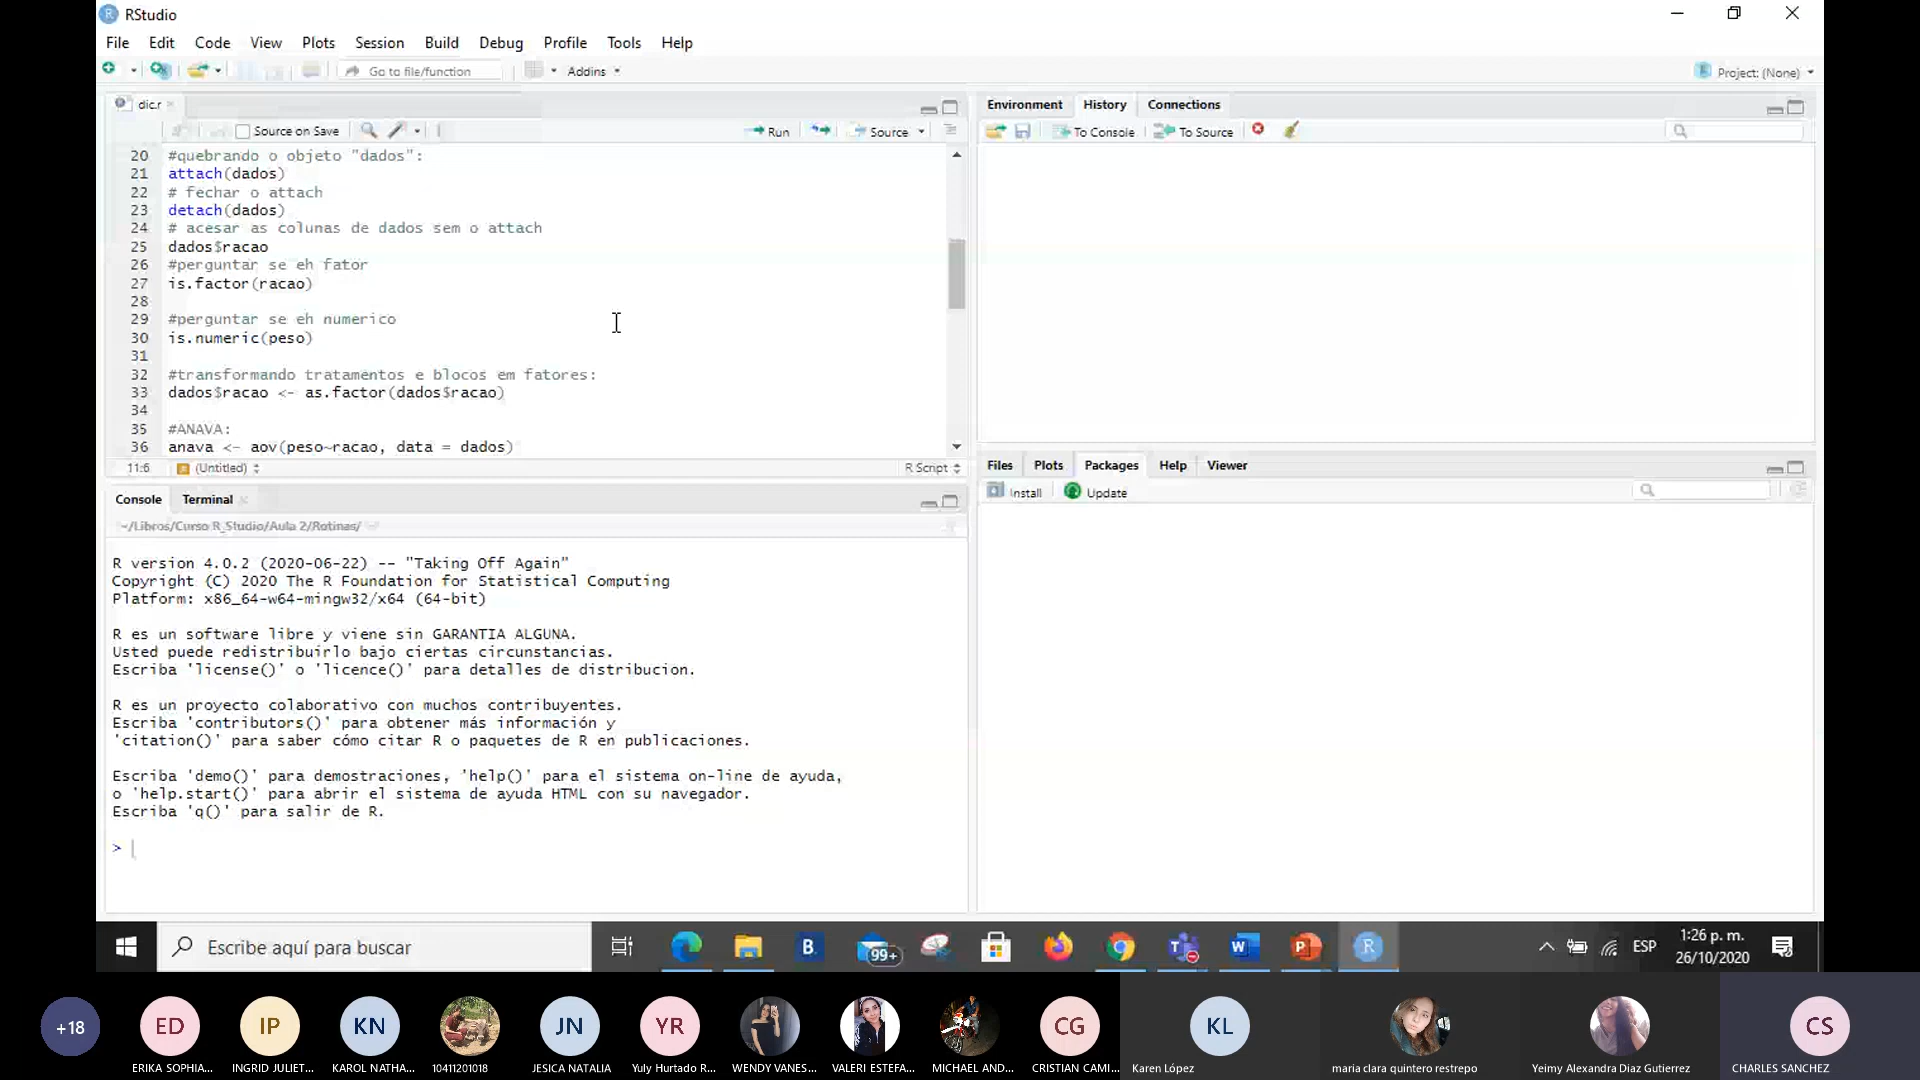 RStudio
File Edit Code View Plots Session Build Debug Profile Tools Help
Go to file/function Addins
Project: (None)
dic.r
Source on Save Run Source
20 #quebrando o objeto "dados":
21 attach(dados)
22 # fechar o attach
23 detach(dados)
24 # acesar as colunas de dados sem o attach
25 dados$racao
26 #perguntar se eh fator
27 is.factor(racao)
28
29 #perguntar se eh numerico
30 is.numeric(peso)
31
32 #transformando tratamentos e blocos em fatores:
33 dados$racao <- as.factor(dados$racao)
34
35 #ANAVA:
36 anava <- aov(peso~racao, data = dados)
11:6 (Untitled) R Script
Console Terminal
~/Libros/Curso R_Studio/Aula 2/Rotinas/
R version 4.0.2 (2020-06-22) -- "Taking Off Again"
Copyright (C) 2020 The R Foundation for Statistical Computing
Platform: x86_64-w64-mingw32/x64 (64-bit)
R es un software libre y viene sin GARANTIA ALGUNA.
Usted puede redistribuirlo bajo ciertas circunstancias.
Escriba 'license()' o 'licence()' para detalles de distribucion.
R es un proyecto colaborativo con muchos contribuyentes.
Escriba 'contributors()' para obtener más información y
'citation()' para saber cómo citar R o paquetes de R en publicaciones.
Escriba 'demo()' para demostraciones, 'help()' para el sistema on-line de ayuda,
o 'help.start()' para abrir el sistema de ayuda HTML con su navegador.
Escriba 'q()' para salir de R.
>
Environment History Connections
To Console To Source
Files Plots Packages Help Viewer
Install Update
Escribe aquí para buscar
B.
99+
ESP
1:26 p. m.
26/10/2020
+18 ED IP KN JN YR CG KL CS
ERIKA SOPHIA... INGRID JULIET... KAROL NATHA... 10411201018 JESICA NATALIA Yuly Hurtado R... WENDY VANES... VALERI ESTEFA... MICHAEL AND... CRISTIAN CAMI... Karen López maria clara quintero restrepo Yeimy Alexandra Diaz Gutierrez CHARLES SANCHEZ